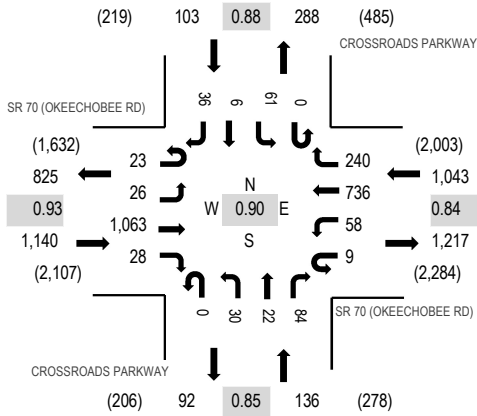 (219) 103 0.88 288 (485)
CROSSROADS PARKWAY
36 6 61 0
SR 70 (OKEECHOBEE RD)
(1,632) (2,003)
825 23 240 1,043
26 N 736
0.93 W 0.90 E 0.84
1,063 S 58
1,140 28 9 1,217
(2,107) (2,284)
0 30 22 84
SR 70 (OKEECHOBEE RD)
CROSSROADS PARKWAY
(206) 92 0.85 136 (278)